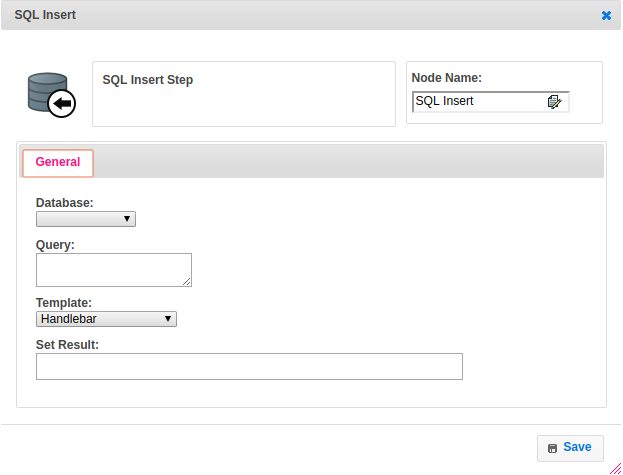 SQL Insert
SQL Insert Step
Node Name:
SQL Insert
General
Database:
Query:
Template:
Handlebar
Set Result:
Save